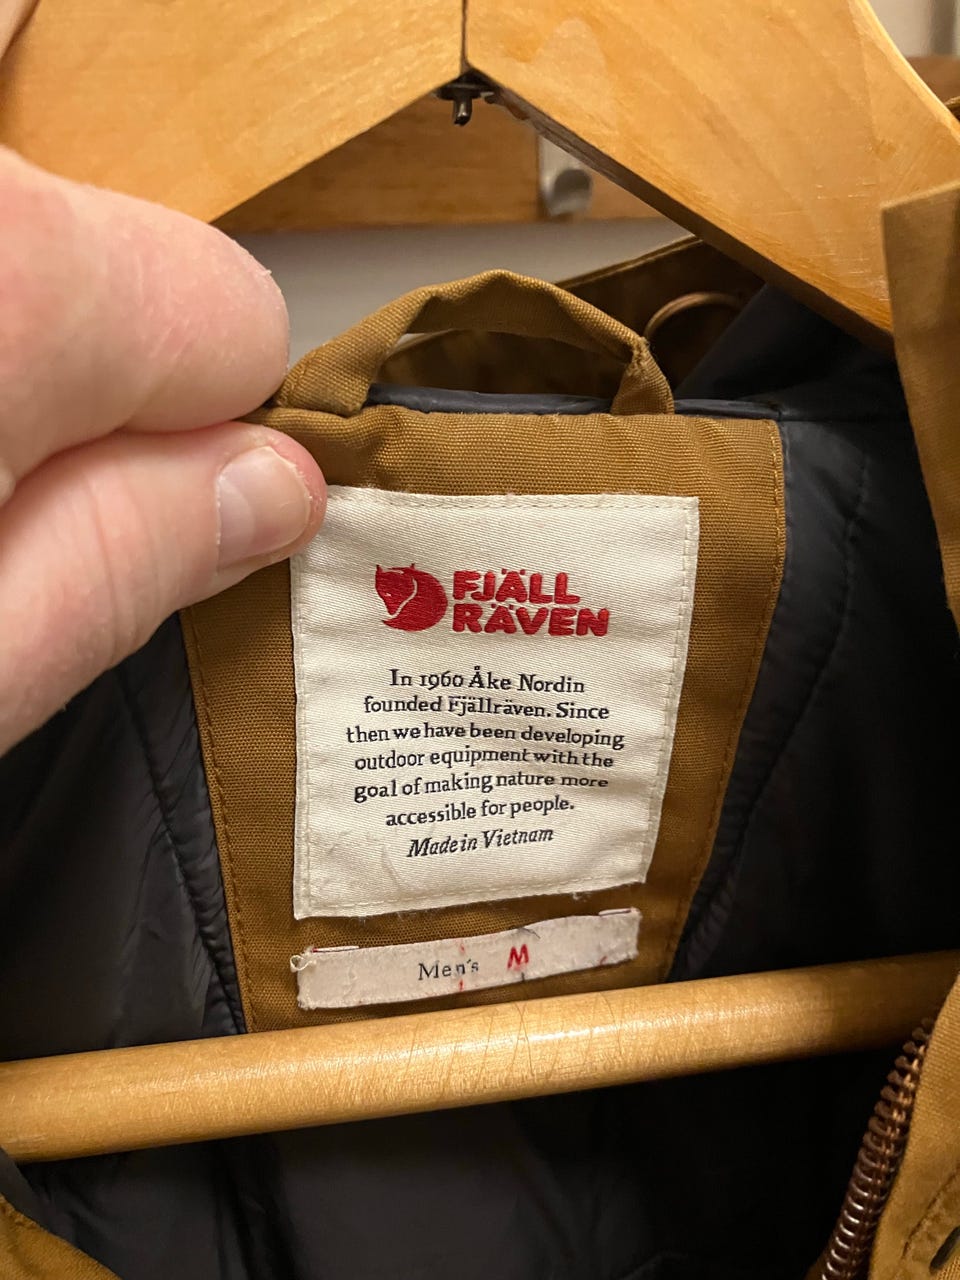 FJÄLL
RÄVEN
In 1960 Åke Nordin
founded Fjällräven. Since
then we have been developing
outdoor equipment with the
goal of making nature more
accessible for people.
Made in Vietnam
Men's M